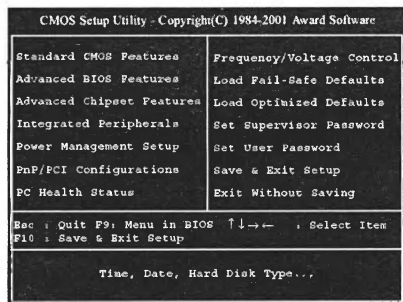 CMOS Setup Utility - Copyright(C) 1984-2001 Award Software
Standard CMOS Features
Advanced BIOS Features
Advanced Chipset Features
Integrated Peripherals
Power Management Setup
PnP/PCI Configurations
PC Health Status
Frequency/Voltage Control
Load Fail-Safe Defaults
Load Optimized Defaults
Set Supervisor Password
Set User Password
Save & Exit Setup
Exit Without Saving
Esc : Quit F9: Menu in BIOS ↑↓→← : Select Item
F10 : Save & Exit Setup
Time, Date, Hard Disk Type...